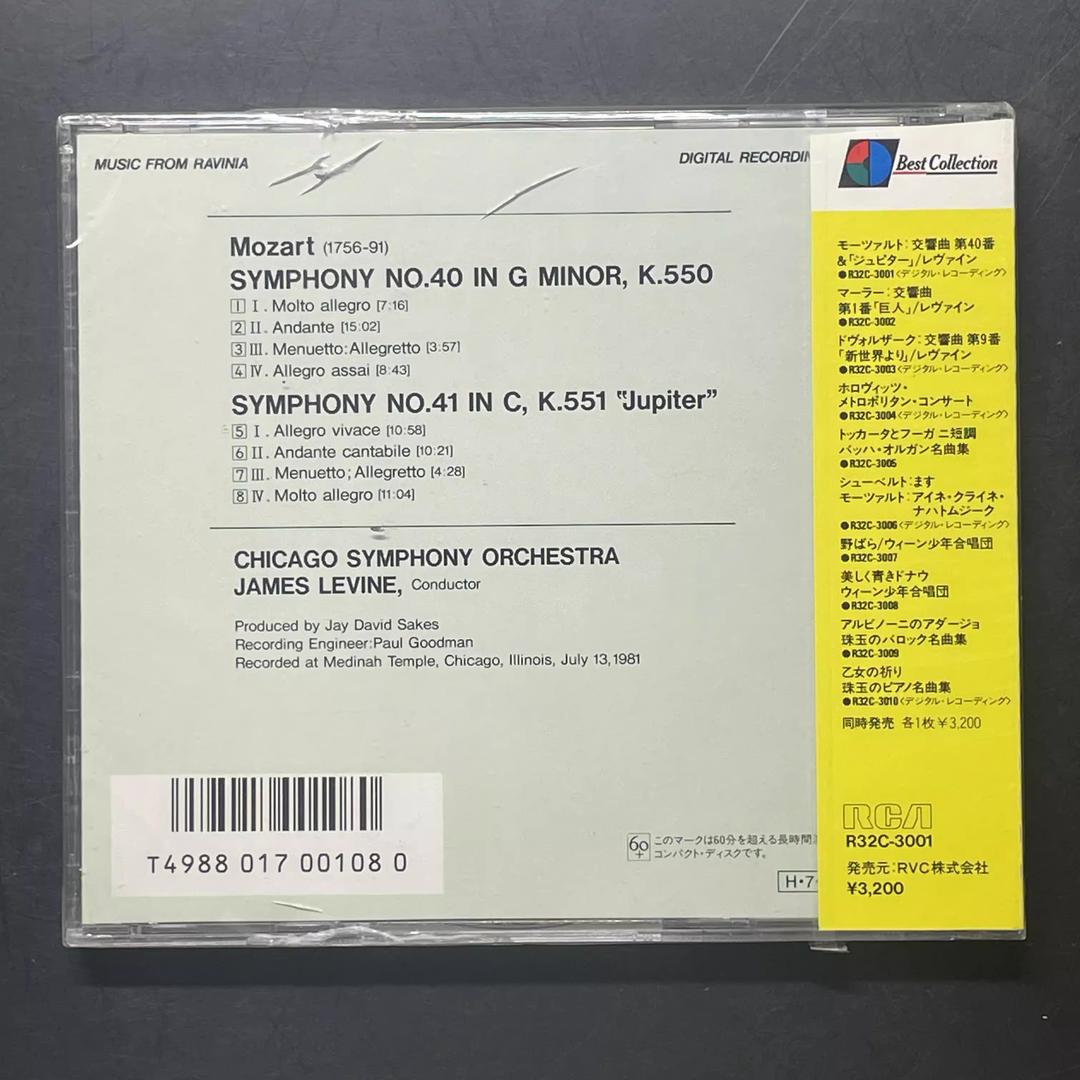 MUSIC FROM RAVINIA
DIGITAL RECORDIN
Mozart (1756-91)
SYMPHONY NO.40 IN G MINOR, K.550
1 I. Molto allegro [7:16]
2 II. Andante [15:02]
3 III. Menuetto:Allegretto [3:57]
4 IV. Allegro assai [8:43]
SYMPHONY NO.41 IN C, K.551 "Jupiter"
5 I. Allegro vivace [10:58]
6 II. Andante cantabile [10:21]
7 III. Menuetto;Allegretto [4:28]
8 IV. Molto allegro [11:04]
CHICAGO SYMPHONY ORCHESTRA
JAMES LEVINE, Conductor
Produced by Jay David Sakes
Recording Engineer:Paul Goodman
Recorded at Medinah Temple, Chicago, Illinois, July 13,1981
T4988 017 00108 0
60+
このマークは60分を超える長時間
コンパクト・ディスクです。
H・7
Best Collection
モーツァルト:交響曲 第40番
&「ジュピター」/レヴァイン
●R32C-3001〈デジタル・レコーディング〉
マーラー:交響曲
第1番「巨人」/レヴァイン
●R32C-3002
ドヴォルザーク:交響曲 第9番
「新世界より」/レヴァイン
●R32C-3003〈デジタル・レコーディング〉
ホロヴィッツ・
メトロポリタン・コンサート
●R32C-3004〈デジタル・レコーディング〉
トッカータとフーガ ニ短調
バッハ・オルガン名曲集
●R32C-3005
シューベルト:ます
モーツァルト:アイネ・クライネ・
ナハトムジーク
●R32C-3006〈デジタル・レコーディング〉
野ばら/ウィーン少年合唱団
●R32C-3007
美しく青きドナウ
ウィーン少年合唱団
●R32C-3008
アルビノーニのアダージョ
珠玉のバロック名曲集
●R32C-3009
乙女の祈り
珠玉のピアノ名曲集
●R32C-3010〈デジタル・レコーディング〉
同時発売 各1枚¥3,200
RCA
R32C-3001
発売元:RVC株式会社
¥3,200